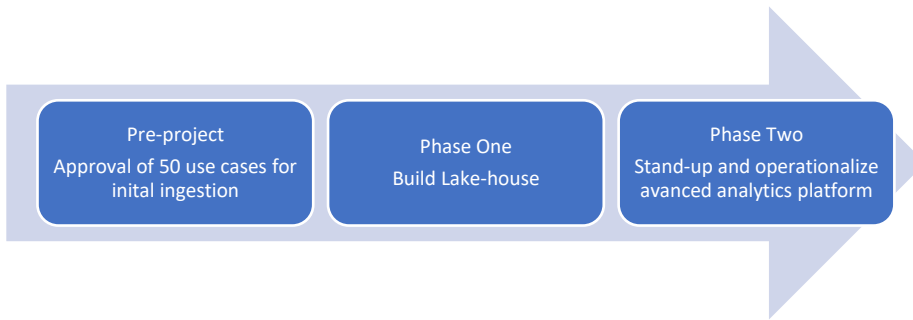 Pre-project
Approval of 50 use cases for
inital ingestion
Phase One
Build Lake-house
Phase Two
Stand-up and operationalize
avanced analytics platform